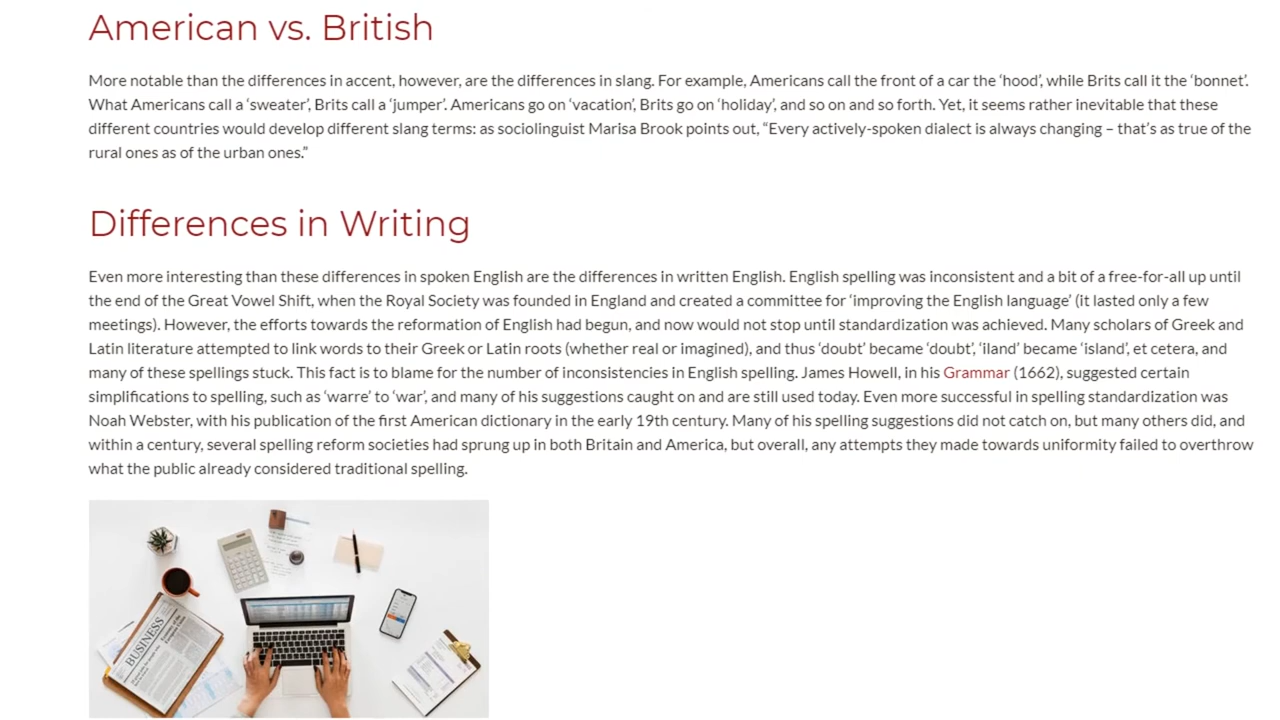 American vs. British
More notable than the differences in accent, however, are the differences in slang. For example, Americans call the front of a car the ‘hood’, while Brits call it the ‘bonnet’.
What Americans call a ‘sweater’, Brits call a ‘jumper’. Americans go on ‘vacation’, Brits go on ‘holiday’, and so on and so forth. Yet, it seems rather inevitable that these
different countries would develop different slang terms: as sociolinguist Marisa Brook points out, “Every actively-spoken dialect is always changing – that’s as true of the
rural ones as of the urban ones.”
Differences in Writing
Even more interesting than these differences in spoken English are the differences in written English. English spelling was inconsistent and a bit of a free-for-all up until
the end of the Great Vowel Shift, when the Royal Society was founded in England and created a committee for ‘improving the English language’ (it lasted only a few
meetings). However, the efforts towards the reformation of English had begun, and now would not stop until standardization was achieved. Many scholars of Greek and
Latin literature attempted to link words to their Greek or Latin roots (whether real or imagined), and thus ‘doubt’ became ‘doubt’, ‘iland’ became ‘island’, et cetera, and
many of these spellings stuck. This fact is to blame for the number of inconsistencies in English spelling. James Howell, in his Grammar (1662), suggested certain
simplifications to spelling, such as ‘warre’ to ‘war’, and many of his suggestions caught on and are still used today. Even more successful in spelling standardization was
Noah Webster, with his publication of the first American dictionary in the early 19th century. Many of his spelling suggestions did not catch on, but many others did, and
within a century, several spelling reform societies had sprung up in both Britain and America, but overall, any attempts they made towards uniformity failed to overthrow
what the public already considered traditional spelling.
BUSINESS